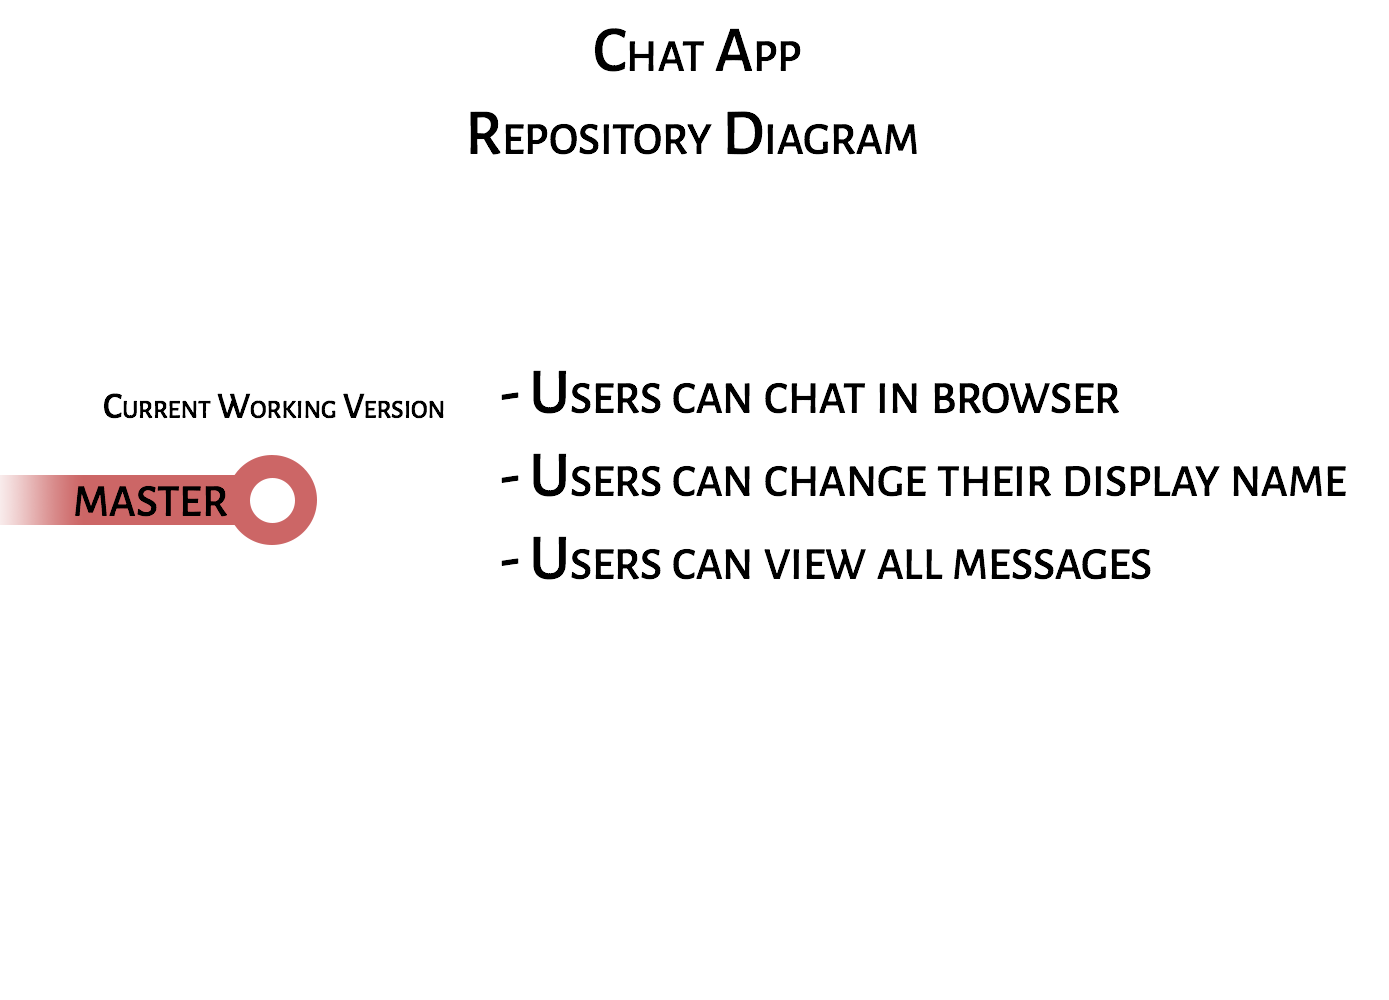 Chat App
Repository Diagram
Current Working Version
MASTER
- Users can chat in browser
- Users can change their display name
- Users can view all messages